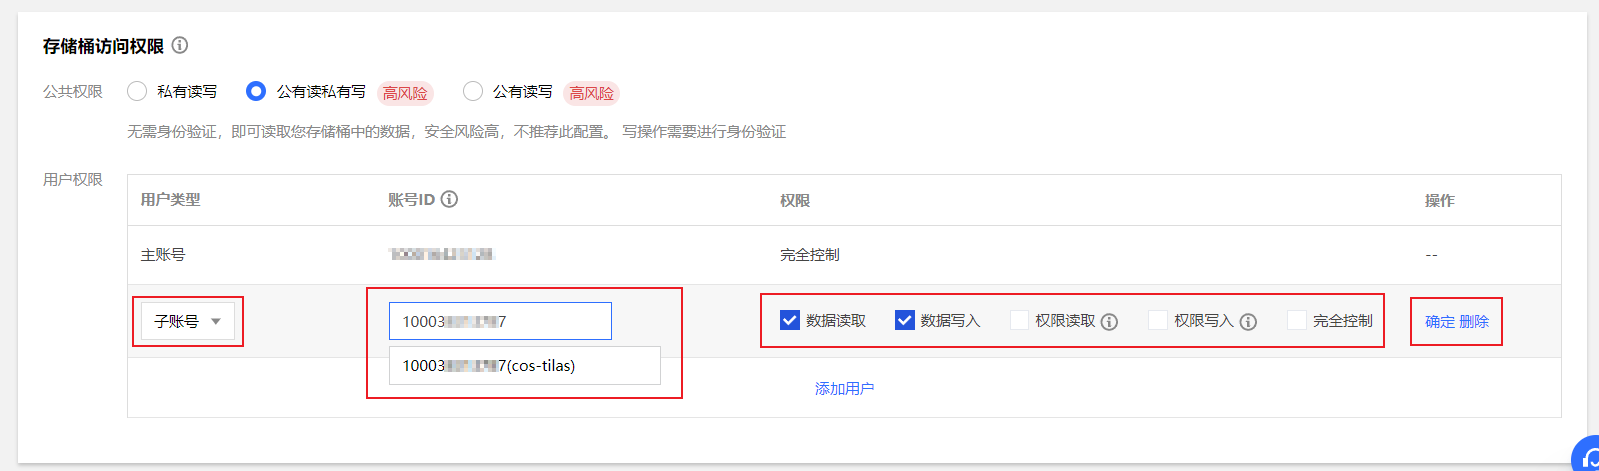 存储桶访问权限
公共权限 私有读写 公有读私有写 高风险 公有读写 高风险
无需身份验证，即可读取您存储桶中的数据，安全风险高，不推荐此配置。 写操作需要进行身份验证
用户权限
用户类型 账号ID 权限 操作
主账号 完全控制 --
子账号 10003 7 数据读取 数据写入 权限读取 权限写入 完全控制 确定 删除
10003 7(cos-tilas)
添加用户